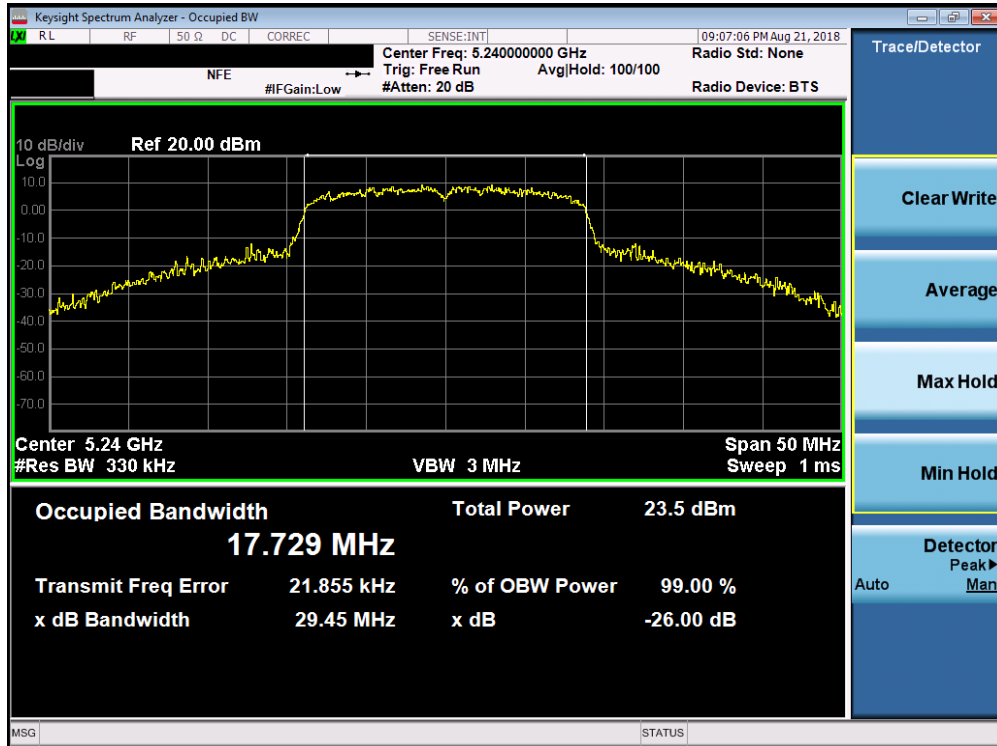 Keysight Spectrum Analyzer - Occupied BW
LXI RL RF 50 Ω DC CORREC SENSE:INT 09:07:06 PM Aug 21, 2018
Center Freq: 5.240000000 GHz Radio Std: None
NFE Trig: Free Run Avg|Hold: 100/100
#IFGain:Low #Atten: 20 dB Radio Device: BTS
Trace/Detector
10 dB/div Ref 20.00 dBm
Log
10.0
0.00
-10.0
-20.0
-30.0
-40.0
-50.0
-60.0
-70.0
Center 5.24 GHz Span 50 MHz
#Res BW 330 kHz VBW 3 MHz Sweep 1 ms
Occupied Bandwidth Total Power 23.5 dBm
17.729 MHz
Transmit Freq Error 21.855 kHz % of OBW Power 99.00 %
x dB Bandwidth 29.45 MHz x dB -26.00 dB
Clear Write
Average
Max Hold
Min Hold
Detector
Peak▶
Auto Man
MSG STATUS